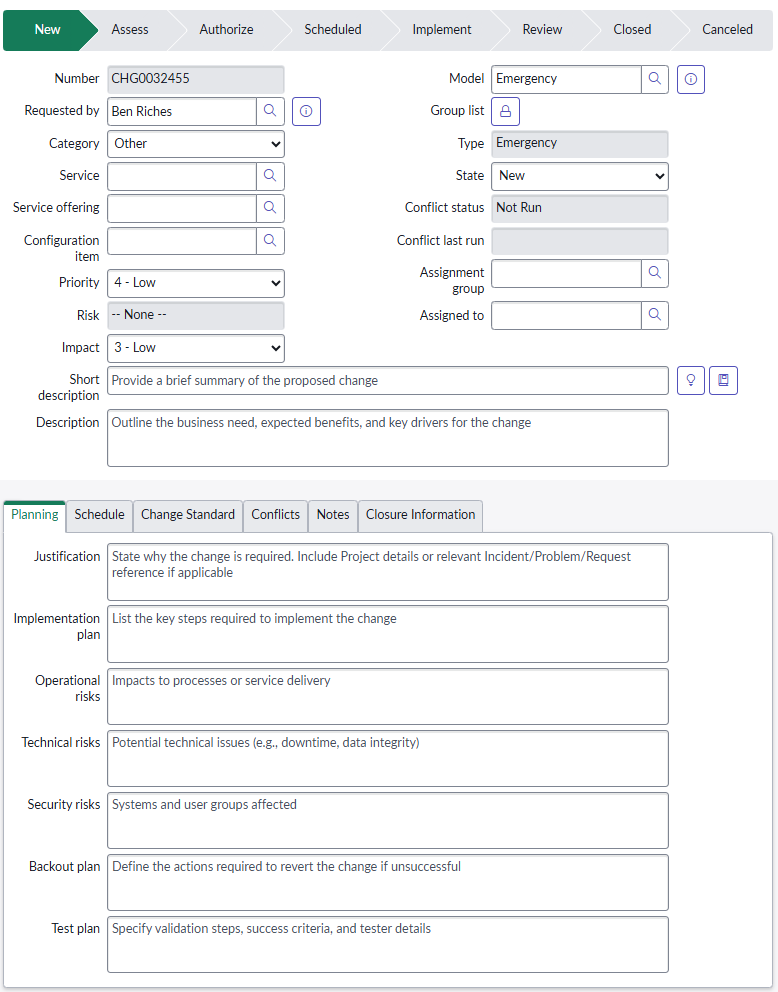 New Assess Authorize Scheduled Implement Review Closed Canceled
Number CHG0032455
Model Emergency
Requested by Ben Riches
Group list
Category Other
Type Emergency
Service
State New
Service offering
Conflict status Not Run
Configuration
item
Conflict last run
Assignment
group
Priority 4 - Low
Risk -- None --
Assigned to
Impact 3 - Low
Short
description
Provide a brief summary of the proposed change
Description Outline the business need, expected benefits, and key drivers for the change
Planning Schedule Change Standard Conflicts Notes Closure Information
Justification State why the change is required. Include Project details or relevant Incident/Problem/Request
reference if applicable
Implementation
plan
List the key steps required to implement the change
Operational
risks
Impacts to processes or service delivery
Technical risks Potential technical issues (e.g., downtime, data integrity)
Security risks Systems and user groups affected
Backout plan Define the actions required to revert the change if unsuccessful
Test plan Specify validation steps, success criteria, and tester details